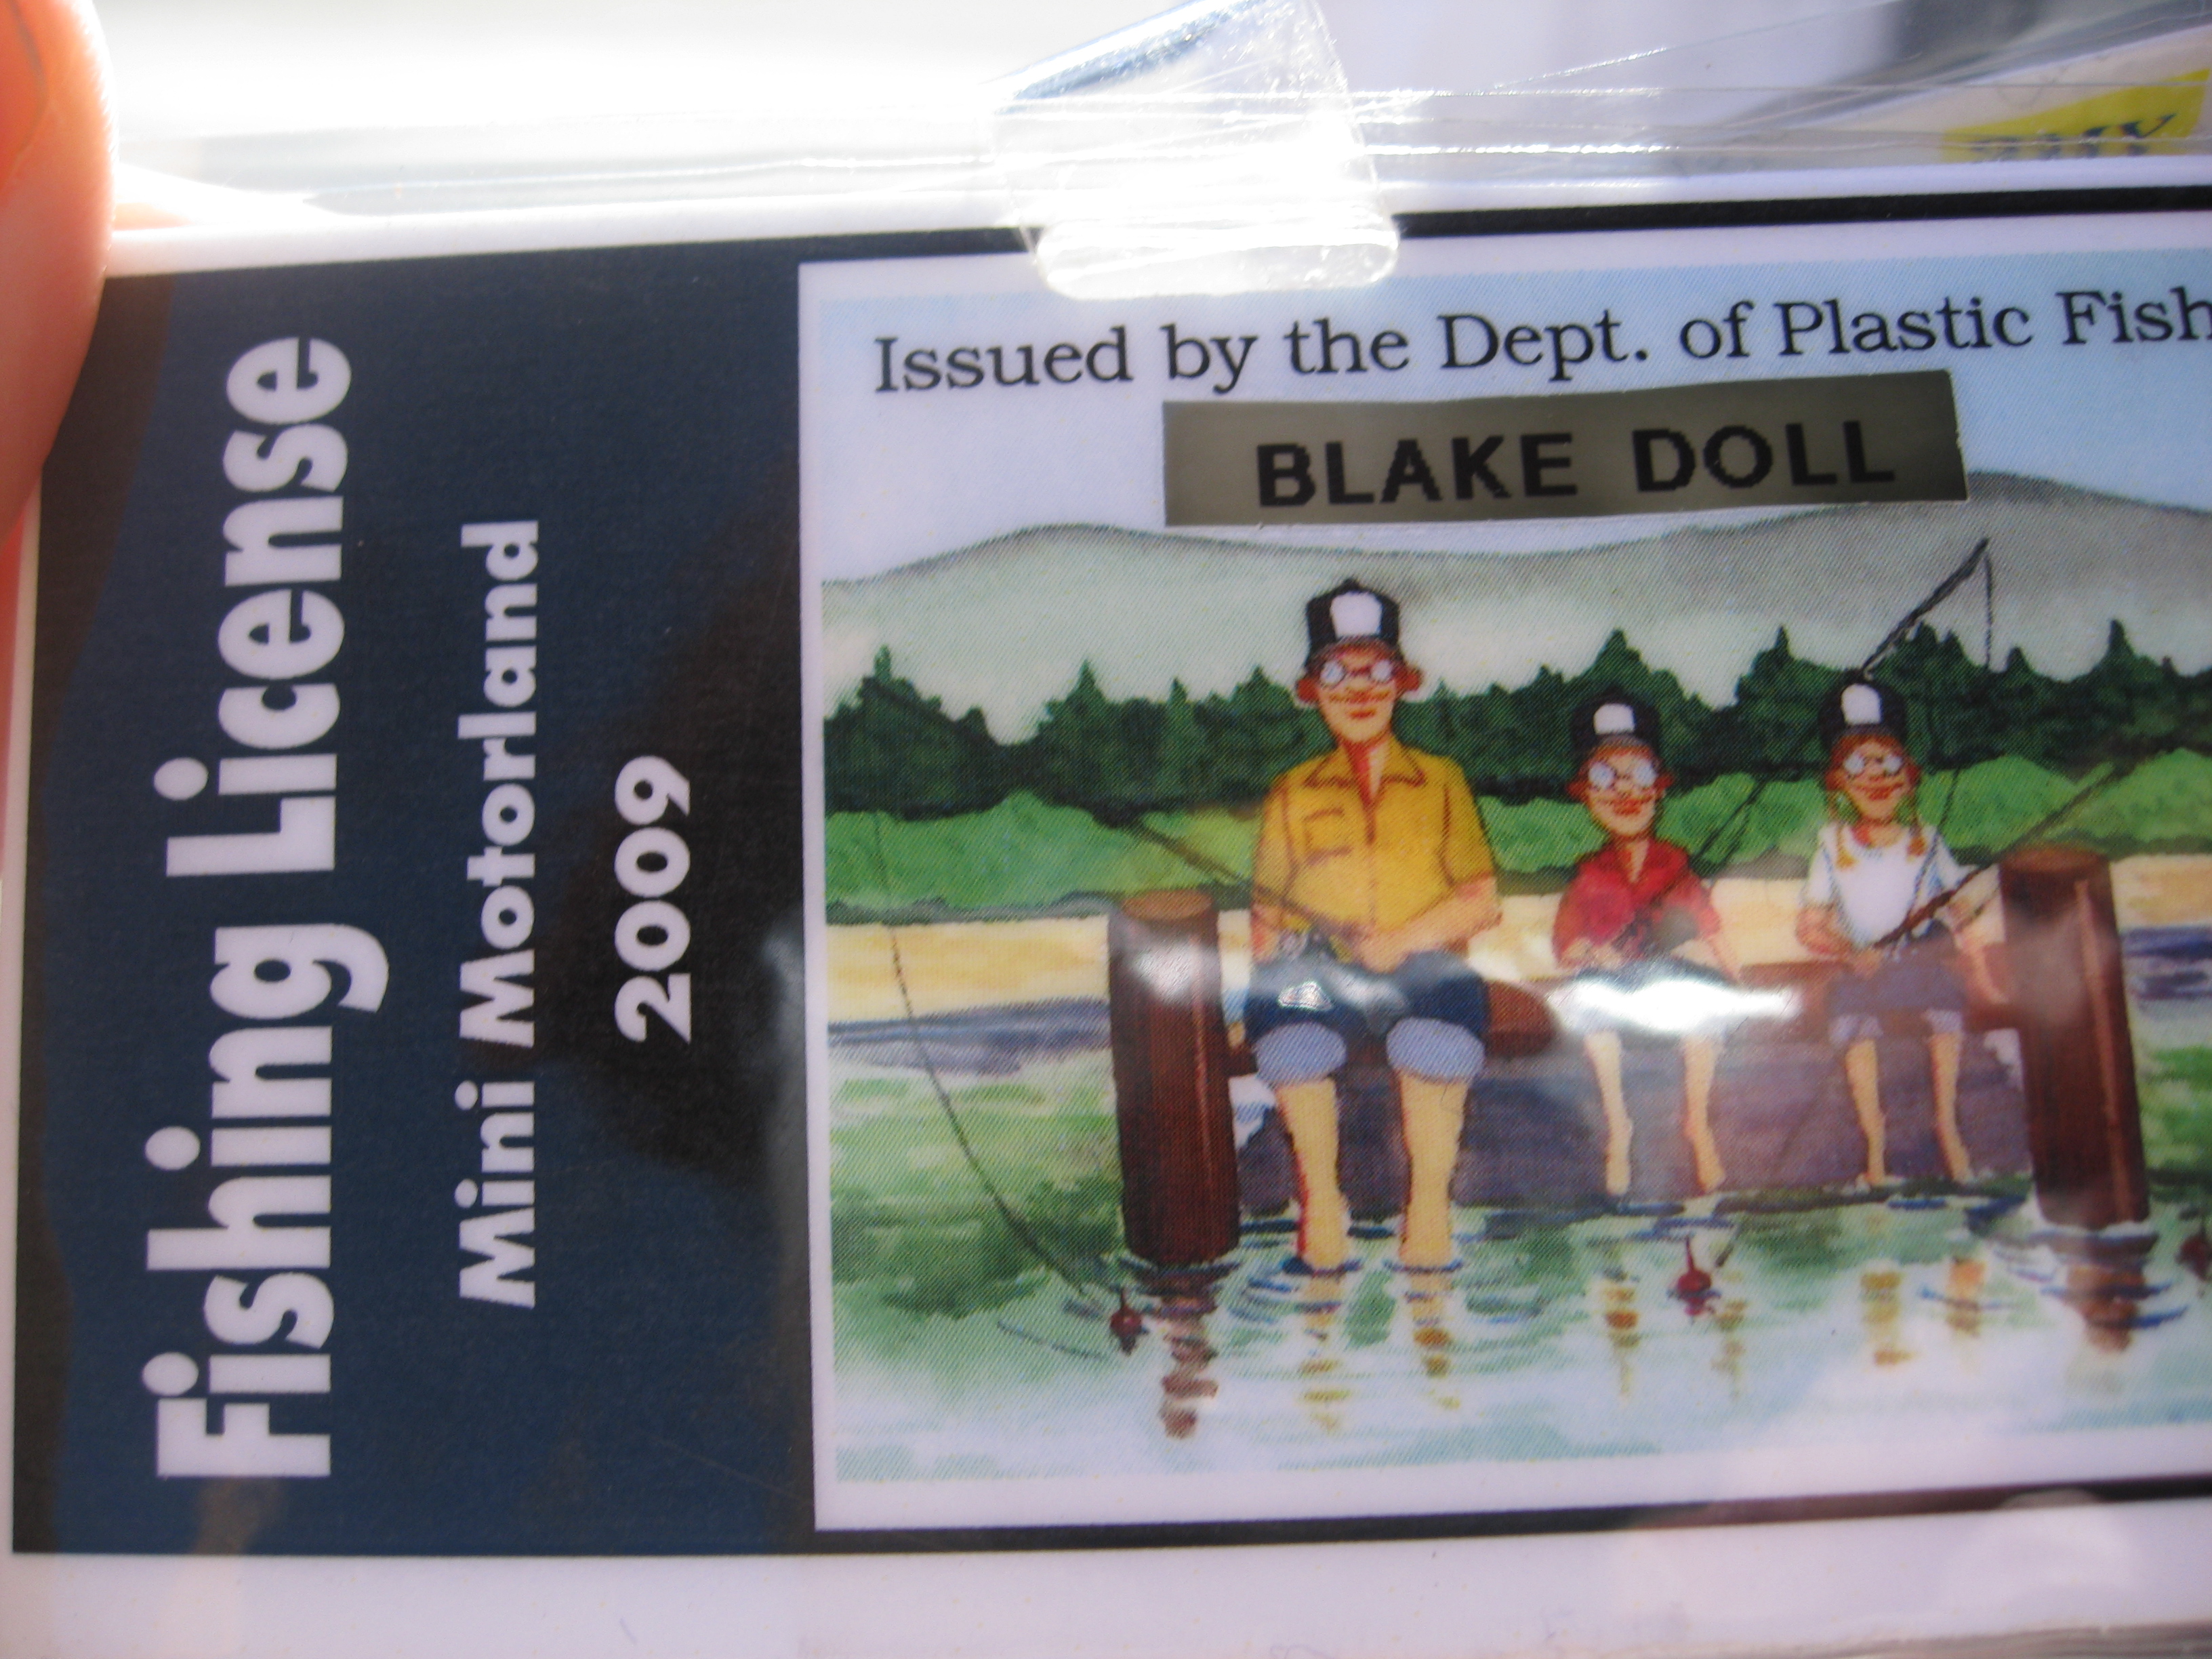 Fishing License
Mini Motorland
2009
Issued by the Dept. of Plastic Fish
BLAKE DOLL